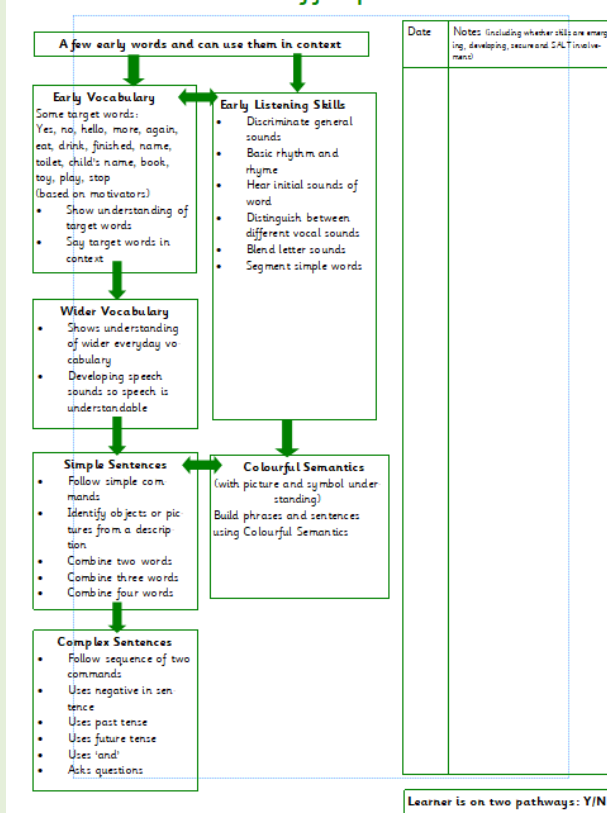 A few early words and can use them in context
Early Vocabulary
Some target words:
Yes, no, hello, more, again,
eat, drink, finished, name,
toilet, child's name, book,
toy, play, stop
(based on motivators)
• Show understanding of
target words
• Say target words in
context
Early Listening Skills
• Discriminate general
sounds
• Basic rhythm and
rhyme
• Hear initial sounds of
word
• Distinguish between
different vocal sounds
• Blend letter sounds
• Segment simple words
Wider Vocabulary
• Shows understanding
of wider everyday vo
cabulary
• Developing speech
sounds so speech is
understandable
Simple Sentences
• Follow simple com
mands
• Identify objects or pic
tures from a descrip
tion
• Combine two words
• Combine three words
• Combine four words
Colourful Semantics
(with picture and symbol under
standing)
Build phrases and sentences
using Colourful Semantics
Complex Sentences
• Follow sequence of two
commands
• Uses negative in sen
tence
• Uses past tense
• Uses future tense
• Uses 'and'
• Asks questions
Date
Notes (including whether skills are emerg
ing, developing, secure and SALT involve-
ment)
Learner is on two pathways: Y/N